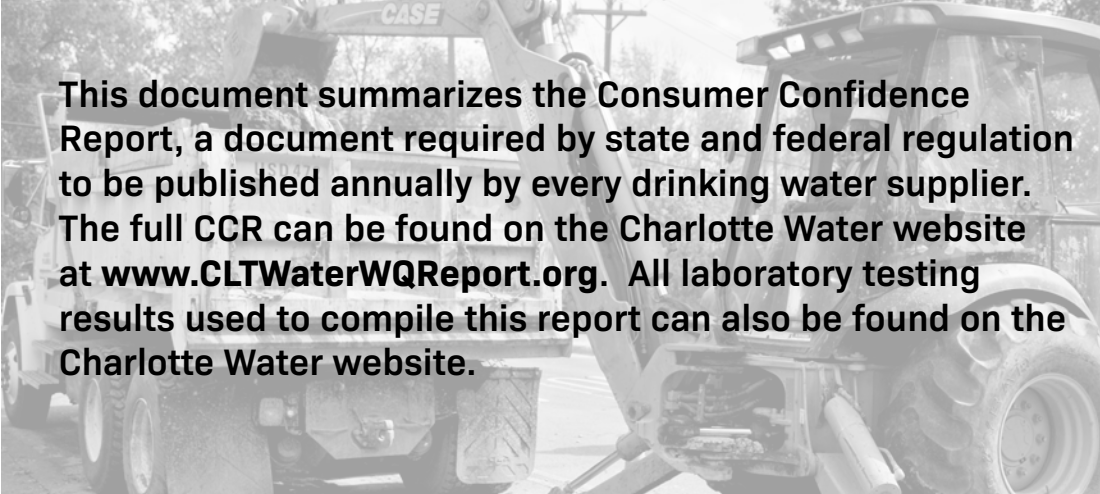 CASE
This document summarizes the Consumer Confidence
Report, a document required by state and federal regulation
to be published annually by every drinking water supplier.
The full CCR can be found on the Charlotte Water website
at www.CLTWaterWQReport.org.  All laboratory testing
results used to compile this report can also be found on the
Charlotte Water website.